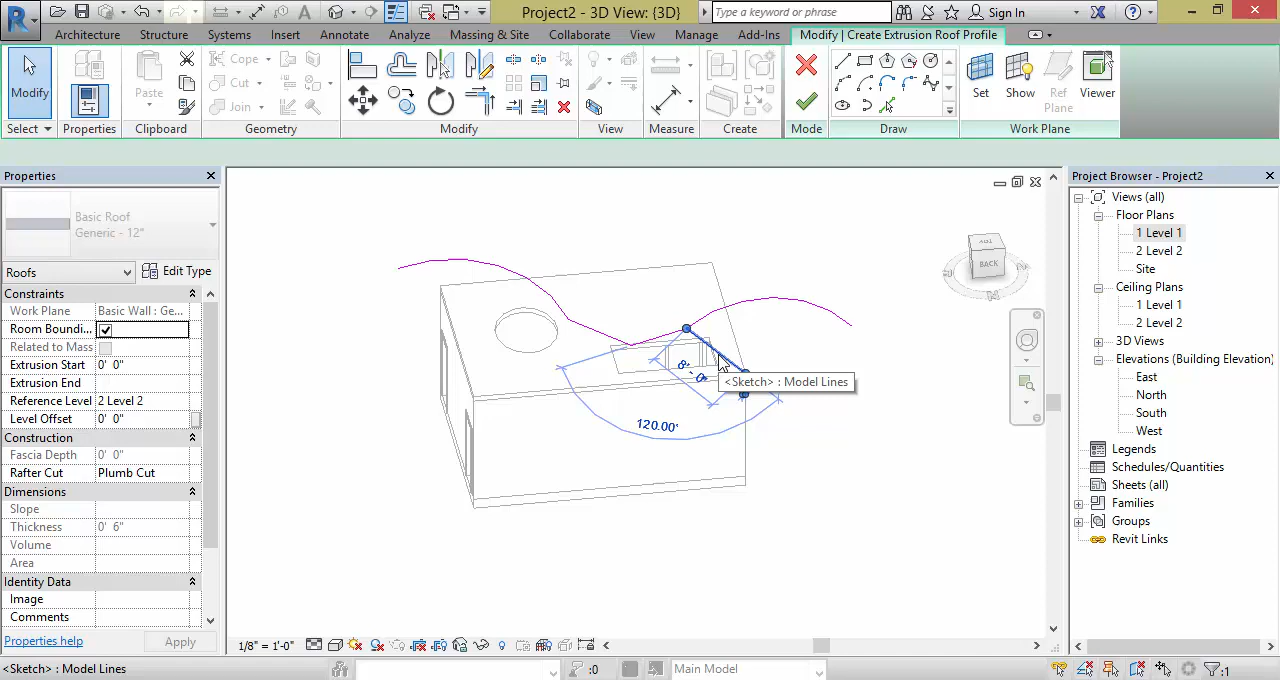 Project2 - 3D View: {3D}
Type a keyword or phrase
Sign In
Architecture Structure Systems Insert Annotate Analyze Massing & Site Collaborate View Manage Add-Ins Modify | Create Extrusion Roof Profile
Modify
Paste
Cope
Cut
Join
Set Show Ref Plane Viewer
Select Properties Clipboard Geometry Modify View Measure Create Mode Draw Work Plane
Properties
Basic Roof
Generic - 12"
Roofs
Edit Type
Constraints
Work Plane Basic Wall : Ge...
Room Boundi...
Related to Mass
Extrusion Start 0' 0"
Extrusion End
Reference Level 2 Level 2
Level Offset 0' 0"
Construction
Fascia Depth 0' 0"
Rafter Cut Plumb Cut
Dimensions
Slope
Thickness 0' 6"
Volume
Area
Identity Data
Image
Comments
Properties help
Apply
TOP
BACK
8' - 0"
120.00°
<Sketch> : Model Lines
1/8" = 1'-0"
Project Browser - Project2
Views (all)
Floor Plans
1 Level 1
2 Level 2
Site
Ceiling Plans
1 Level 1
2 Level 2
3D Views
Elevations (Building Elevation)
East
North
South
West
Legends
Schedules/Quantities
Sheets (all)
Families
Groups
Revit Links
<Sketch> : Model Lines
:0
Main Model
:1